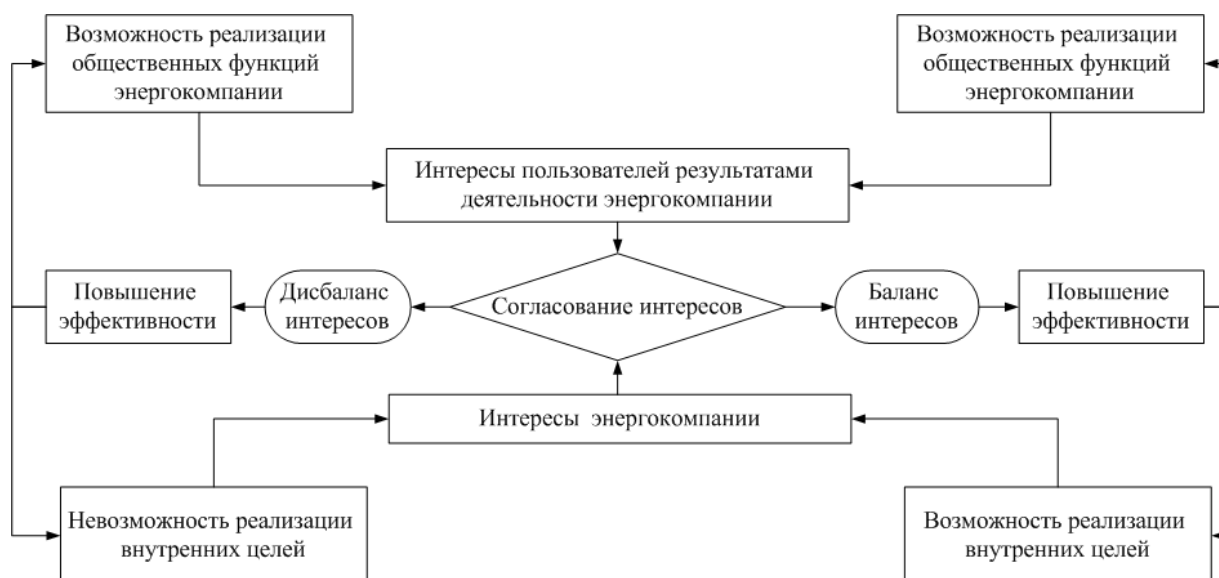 Возможность реализации
общественных функций
энергокомпании
Возможность реализации
общественных функций
энергокомпании
Интересы пользователей результатами
деятельности энергокомпании
Повышение
эффективности
Дисбаланс
интересов
Согласование интересов
Баланс
интересов
Повышение
эффективности
Интересы энергокомпании
Невозможность реализации
внутренних целей
Возможность реализации
внутренних целей